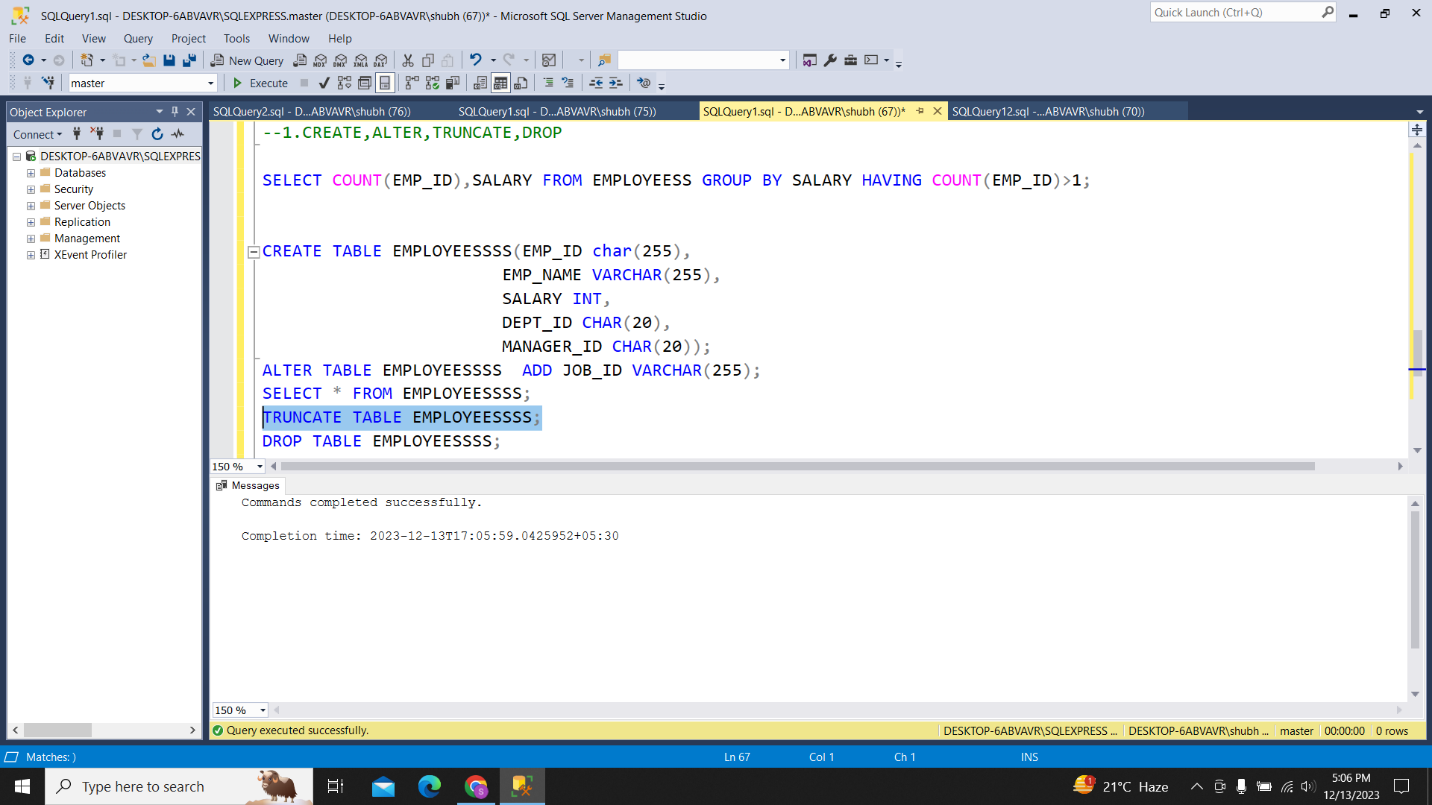 SQLQuery1.sql - DESKTOP-6ABVAVR\SQLEXPRESS.master (DESKTOP-6ABVAVR\shubh (67))* - Microsoft SQL Server Management Studio
Quick Launch (Ctrl+Q)
File Edit View Query Project Tools Window Help
New Query
MDX DMX XMLA DAX
master
Execute
Object Explorer
SQLQuery2.sql - D...ABVAVR\shubh (76))
SQLQuery1.sql - D...ABVAVR\shubh (75))
SQLQuery1.sql - D...ABVAVR\shubh (67))*
SQLQuery12.sql -...ABVAVR\shubh (70))
Connect
DESKTOP-6ABVAVR\SQLEXPRES
Databases
Security
Server Objects
Replication
Management
XEvent Profiler
--1.CREATE,ALTER,TRUNCATE,DROP
SELECT COUNT(EMP_ID),SALARY FROM EMPLOYEESS GROUP BY SALARY HAVING COUNT(EMP_ID)>1;
CREATE TABLE EMPLOYEESSSS(EMP_ID char(255),
EMP_NAME VARCHAR(255),
SALARY INT,
DEPT_ID CHAR(20),
MANAGER_ID CHAR(20));
ALTER TABLE EMPLOYEESSSS  ADD JOB_ID VARCHAR(255);
SELECT * FROM EMPLOYEESSSS;
TRUNCATE TABLE EMPLOYEESSSS;
DROP TABLE EMPLOYEESSSS;
150 %
Messages
Commands completed successfully.
Completion time: 2023-12-13T17:05:59.0425952+05:30
150 %
Query executed successfully.
DESKTOP-6ABVAVR\SQLEXPRESS ... DESKTOP-6ABVAVR\shubh ... master 00:00:00 0 rows
Matches: )
Ln 67 Col 1 Ch 1 INS
Type here to search
S
1
21°C Haze
5:06 PM
12/13/2023